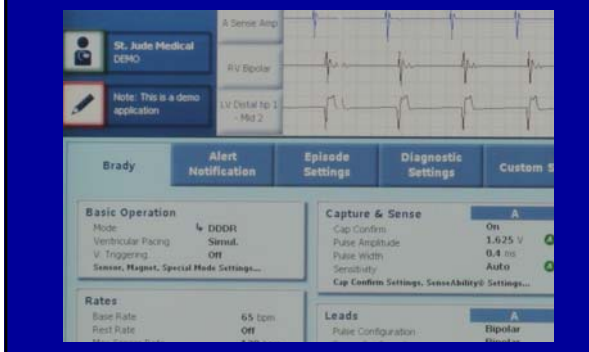 A Sense Amp
St. Jude Medical
DEMO
RV Bipolar
Note: This is a demo
application
LV Distal tip 1
- Mid 2
Brady
Alert
Notification
Episode
Settings
Diagnostic
Settings
Custom S
Basic Operation
Mode DDDR
Ventricular Pacing Simul.
V. Triggering Off
Sensor, Magnet, Special Mode Settings...
Capture & Sense A
Cap Confirm On
Pulse Amplitude 1.625 V A
Pulse Width 0.4 ms
Sensitivity Auto A
Cap Confirm Settings, SenseAbility® Settings...
Rates
Base Rate 65 bpm
Rest Rate Off
Leads A
Pulse Configuration Bipolar
Bipolar